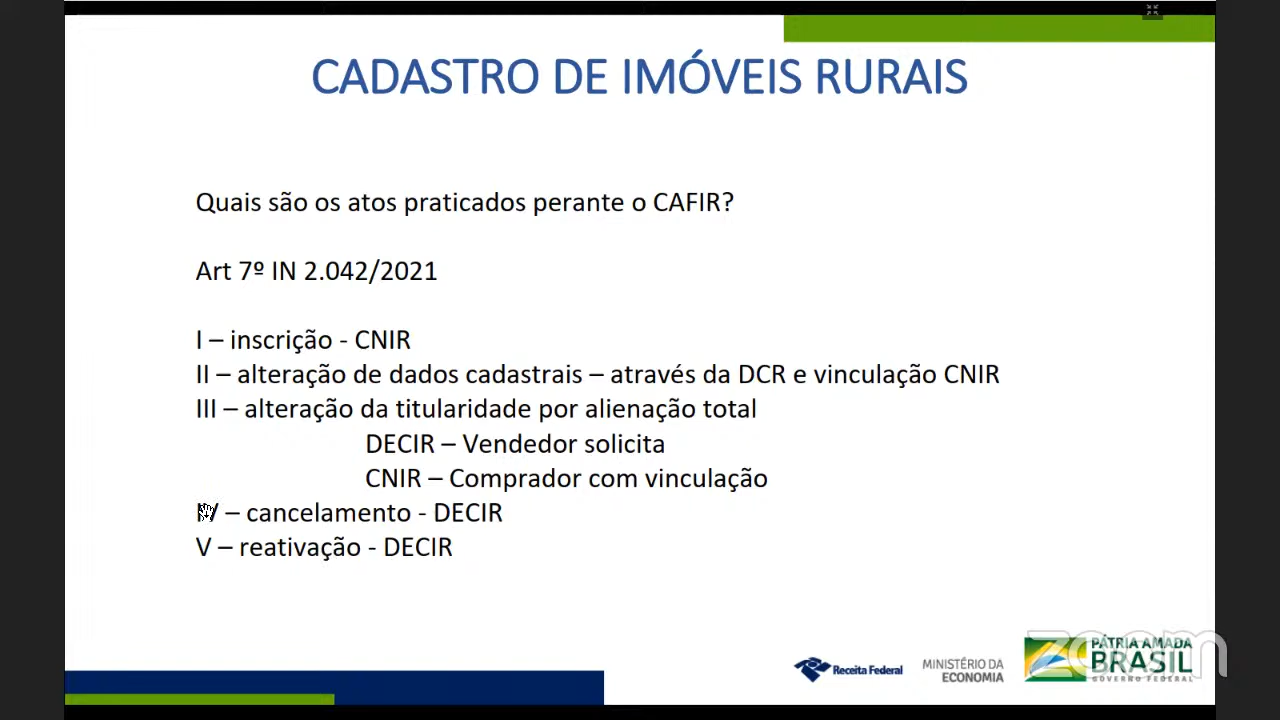 CADASTRO DE IMÓVEIS RURAIS
Quais são os atos praticados perante o CAFIR?
Art 7º IN 2.042/2021
I – inscrição - CNIR
II – alteração de dados cadastrais – através da DCR e vinculação CNIR
III – alteração da titularidade por alienação total
DECIR – Vendedor solicita
CNIR – Comprador com vinculação
IV – cancelamento - DECIR
V – reativação - DECIR
Receita Federal
MINISTÉRIO DA
ECONOMIA
PÁTRIA AMADA
BRASIL
GOVERNO FEDERAL
zoom